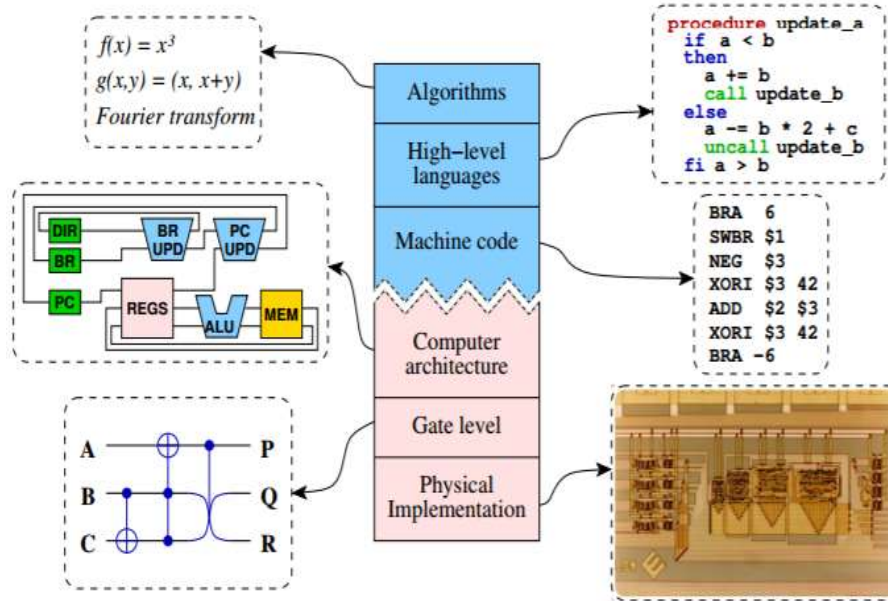 f(x) = x³
g(x,y) = (x, x+y)
Fourier transform
Algorithms
High–level
languages
Machine code
Computer
architecture
Gate level
Physical
Implementation
procedure update_a
if a < b
then
a += b
call update_b
else
a -= b * 2 + c
uncall update_b
fi a > b
DIR
BR
PC
BR
UPD
PC
UPD
REGS
ALU
MEM
BRA 6
SWBR $1
NEG $3
XORI $3 42
ADD $2 $3
XORI $3 42
BRA -6
A P
B Q
C R